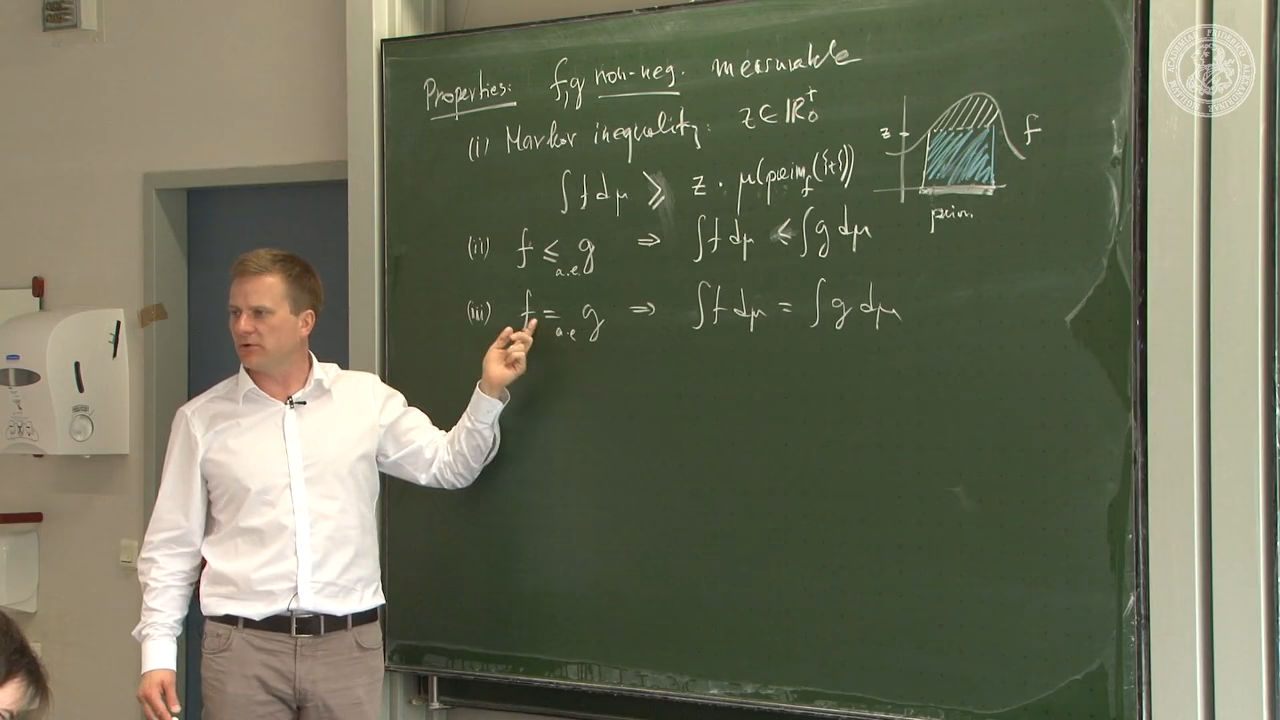 Properties: f,g non-neg. measurable
(i) Markov inequality: z ∈ ℝ₀⁺
∫ f dμ ≥ z · μ(preim_f({z}))
(ii) f ≤ a.e. g ⇒ ∫ f dμ ≤ ∫ g dμ
(iii) f = a.e g ⇒ ∫ f dμ = ∫ g dμ
z f
preim.